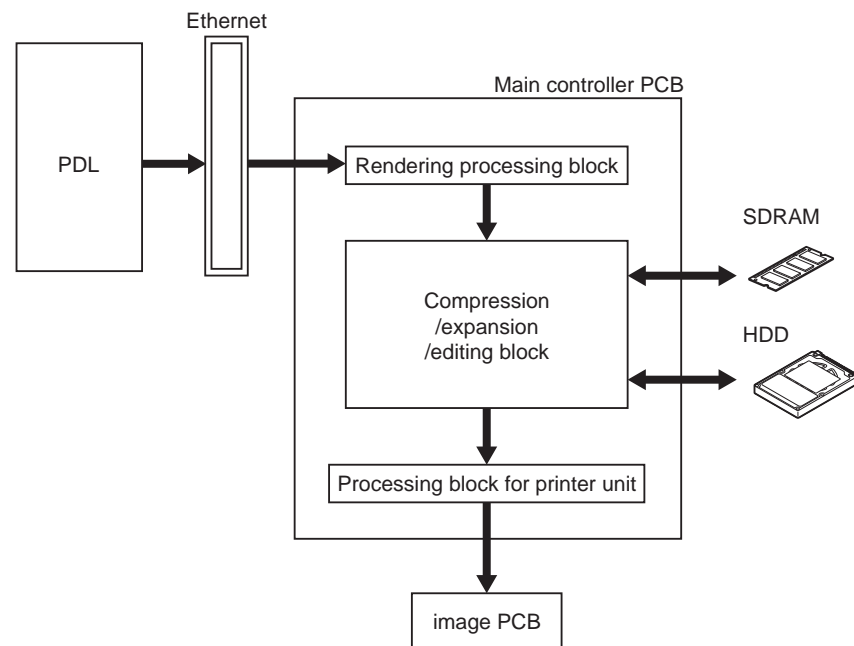 Ethernet
Main controller PCB
PDL
Rendering processing block
SDRAM
Compression
/expansion
/editing block
HDD
Processing block for printer unit
image PCB